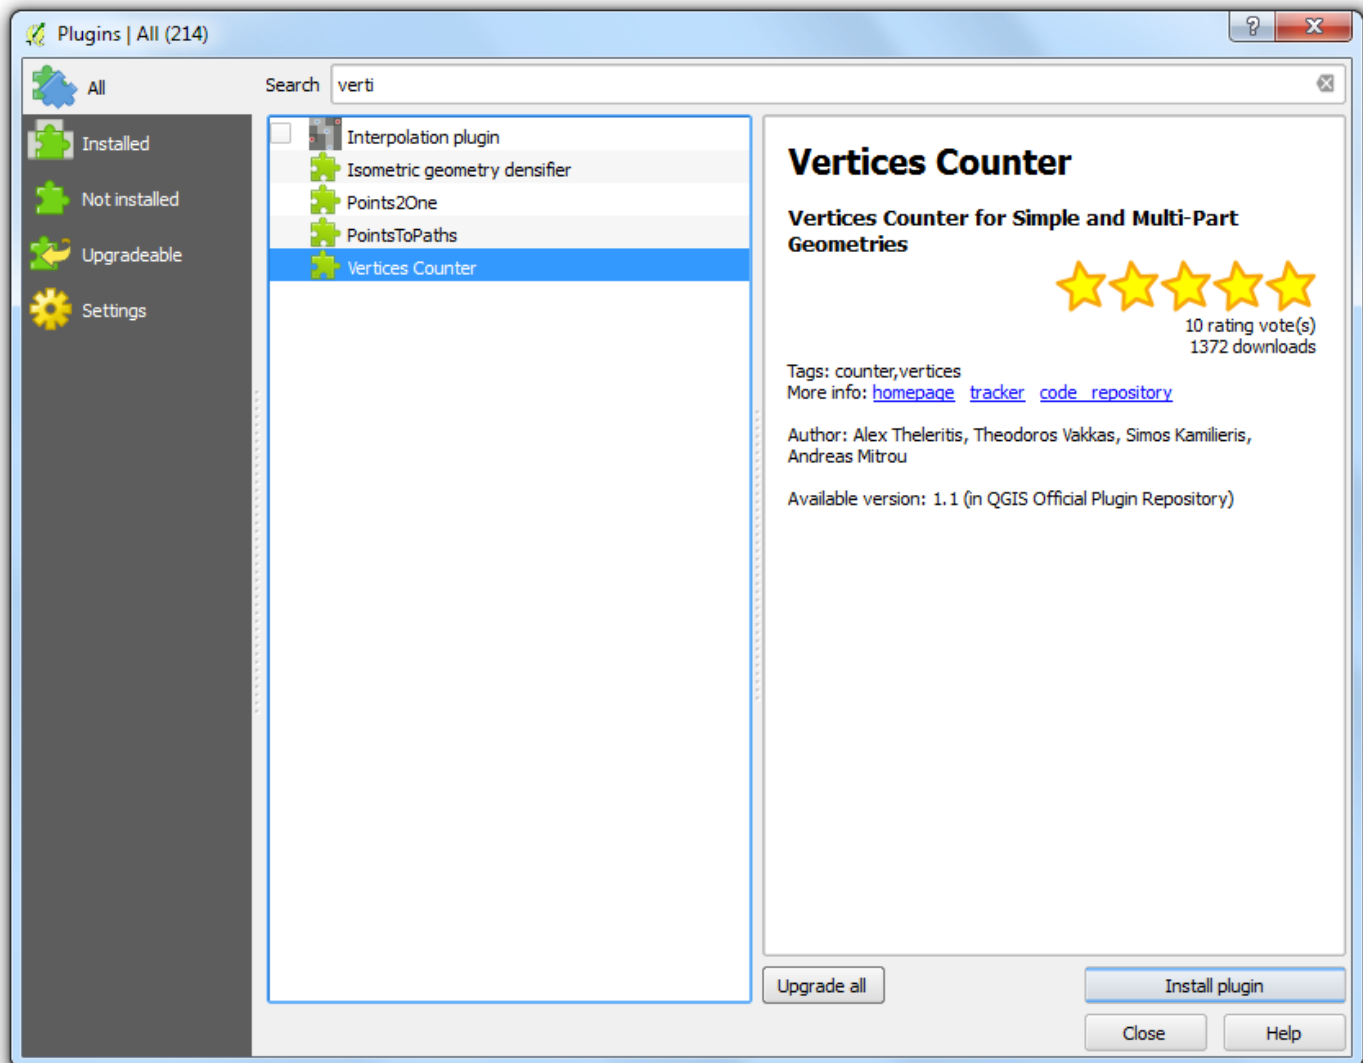 Plugins | All (214)
?
X
All
Installed
Not installed
Upgradeable
Settings
Search verti
Interpolation plugin
Isometric geometry densifier
Points2One
PointsToPaths
Vertices Counter
Vertices Counter
Vertices Counter for Simple and Multi-Part
Geometries
10 rating vote(s)
1372 downloads
Tags: counter,vertices
More info: homepage tracker code_repository
Author: Alex Theleritis, Theodoros Vakkas, Simos Kamilieris,
Andreas Mitrou
Available version: 1.1 (in QGIS Official Plugin Repository)
Upgrade all
Install plugin
Close
Help